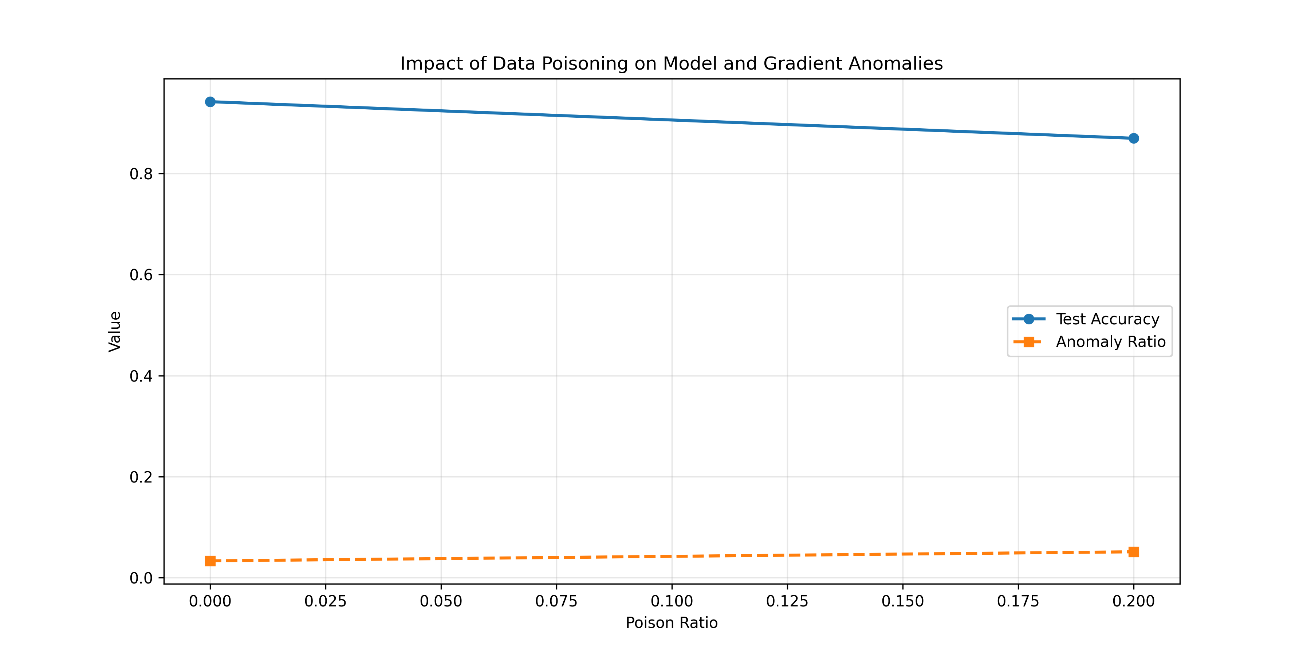 Impact of Data Poisoning on Model and Gradient Anomalies
0.8
0.6
0.4
0.2
0.0
Value
Test Accuracy
Anomaly Ratio
0.000 0.025 0.050 0.075 0.100 0.125 0.150 0.175 0.200
Poison Ratio